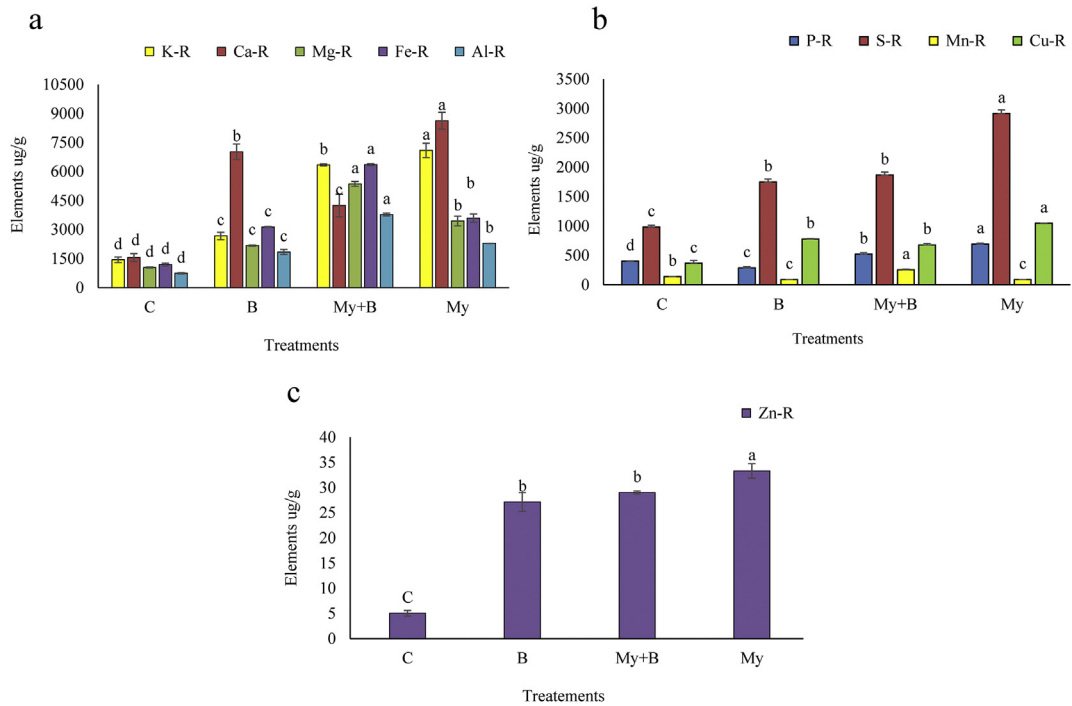 a
K-R Ca-R Mg-R Fe-R Al-R
Elements ug/g
10500
9000
7500
6000
4500
3000
1500
0
d d d d d
c b c c c
b c a a a
a a b b b
C B My+B My
Treatments
b
P-R S-R Mn-R Cu-R
Elements ug/g
3500
3000
2500
2000
1500
1000
500
0
d c b c
c b c b
b b a b
a a c a
C B My+B My
Treatments
c
Zn-R
Elements ug/g
40
35
30
25
20
15
10
5
0
C b b a
C B My+B My
Treatements